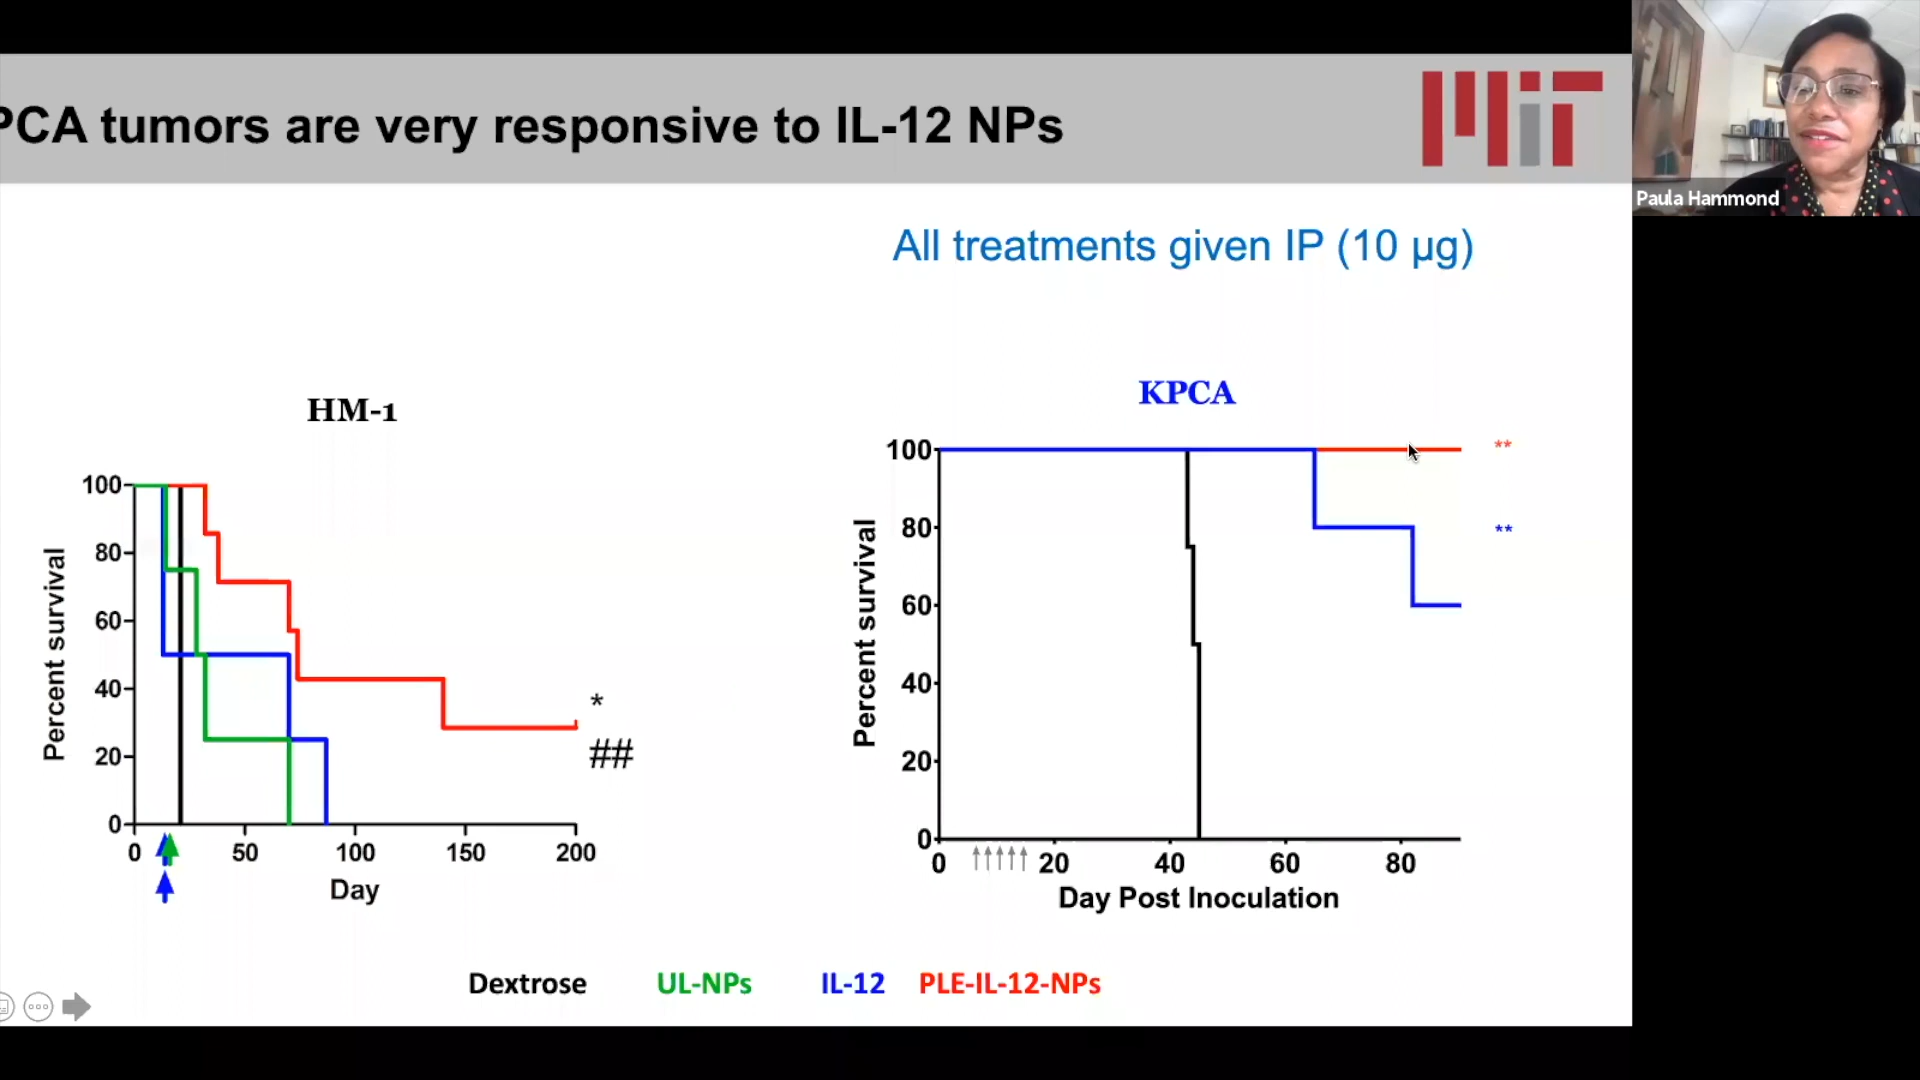 PCA tumors are very responsive to IL-12 NPs
MIT
Paula Hammond
All treatments given IP (10 µg)
HM-1
Percent survival
100
80
60
40
20
0
0 50 100 150 200
Day
*
##
KPCA
Percent survival
100
80
60
40
20
0
0 20 40 60 80
Day Post Inoculation
**
**
Dextrose UL-NPs IL-12 PLE-IL-12-NPs